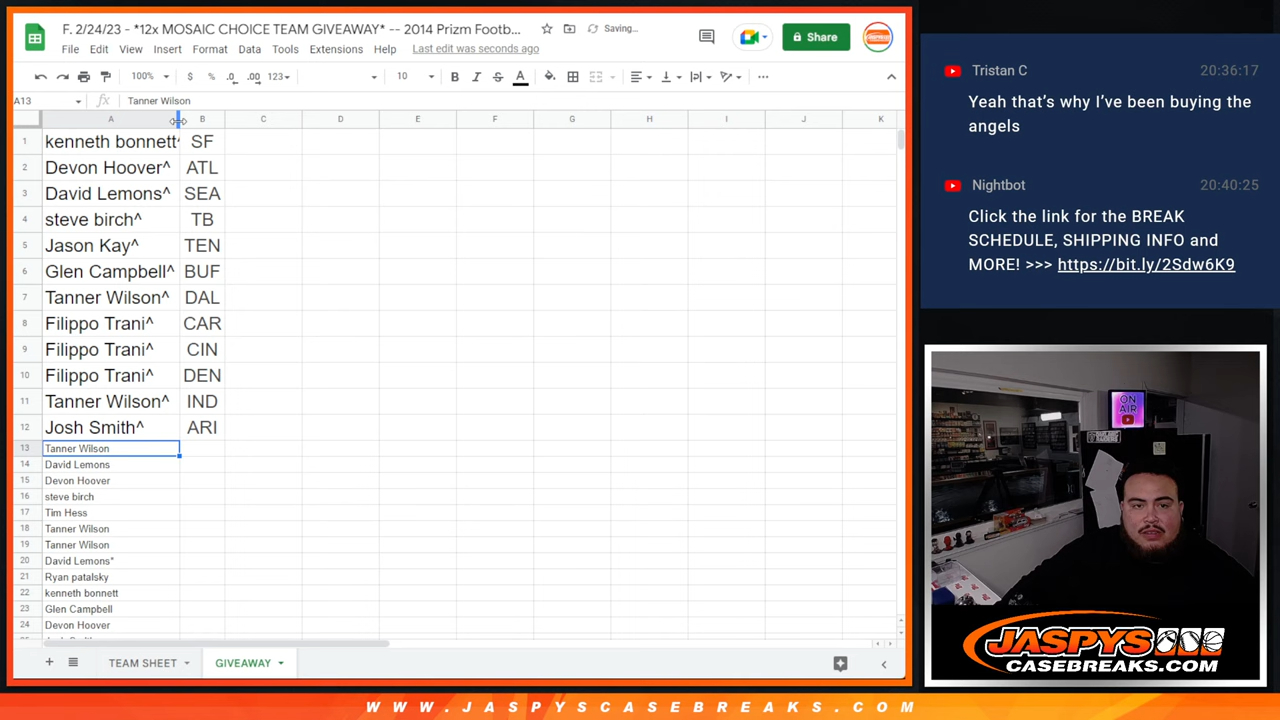 F. 2/24/23 - *12x MOSAIC CHOICE TEAM GIVEAWAY* -- 2014 Prizm Footb...
Saving...
Share
File Edit View Insert Format Data Tools Extensions Help Last edit was seconds ago
100% $ % .0 .00 123 10 B I S A
A13 fx Tanner Wilson
A B C D E F G H I J K
1 kenneth bonnett^ SF
2 Devon Hoover^ ATL
3 David Lemons^ SEA
4 steve birch^ TB
5 Jason Kay^ TEN
6 Glen Campbell^ BUF
7 Tanner Wilson^ DAL
8 Filippo Trani^ CAR
9 Filippo Trani^ CIN
10 Filippo Trani^ DEN
11 Tanner Wilson^ IND
12 Josh Smith^ ARI
13 Tanner Wilson
14 David Lemons
15 Devon Hoover
16 steve birch
17 Tim Hess
18 Tanner Wilson
19 Tanner Wilson
20 David Lemons*
21 Ryan patalsky
22 kenneth bonnett
23 Glen Campbell
24 Devon Hoover
TEAM SHEET GIVEAWAY
Tristan C 20:36:17
Yeah that's why I've been buying the
angels
Nightbot 20:40:25
Click the link for the BREAK
SCHEDULE, SHIPPING INFO and
MORE! >>> https://bit.ly/2Sdw6K9
ON
AIR
JASPYS
CASEBREAKS.COM
WWW.JASPYSCASEBREAKS.COM